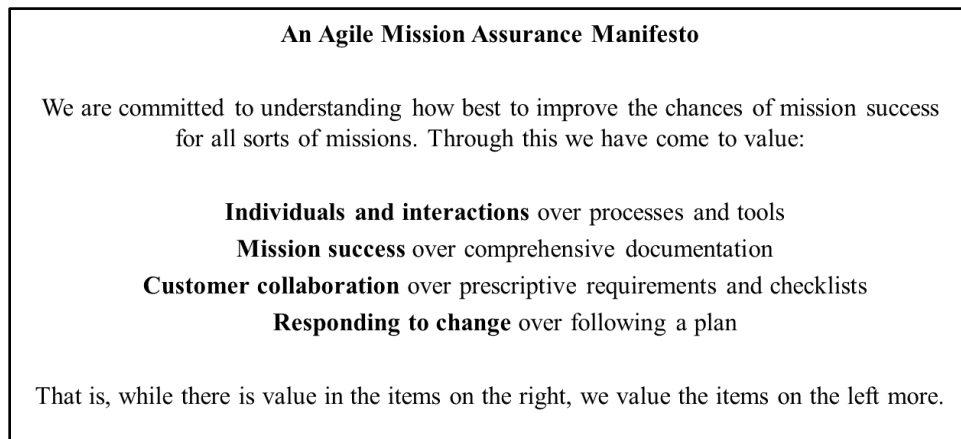 An Agile Mission Assurance Manifesto
We are committed to understanding how best to improve the chances of mission success
for all sorts of missions. Through this we have come to value:
Individuals and interactions over processes and tools
Mission success over comprehensive documentation
Customer collaboration over prescriptive requirements and checklists
Responding to change over following a plan
That is, while there is value in the items on the right, we value the items on the left more.